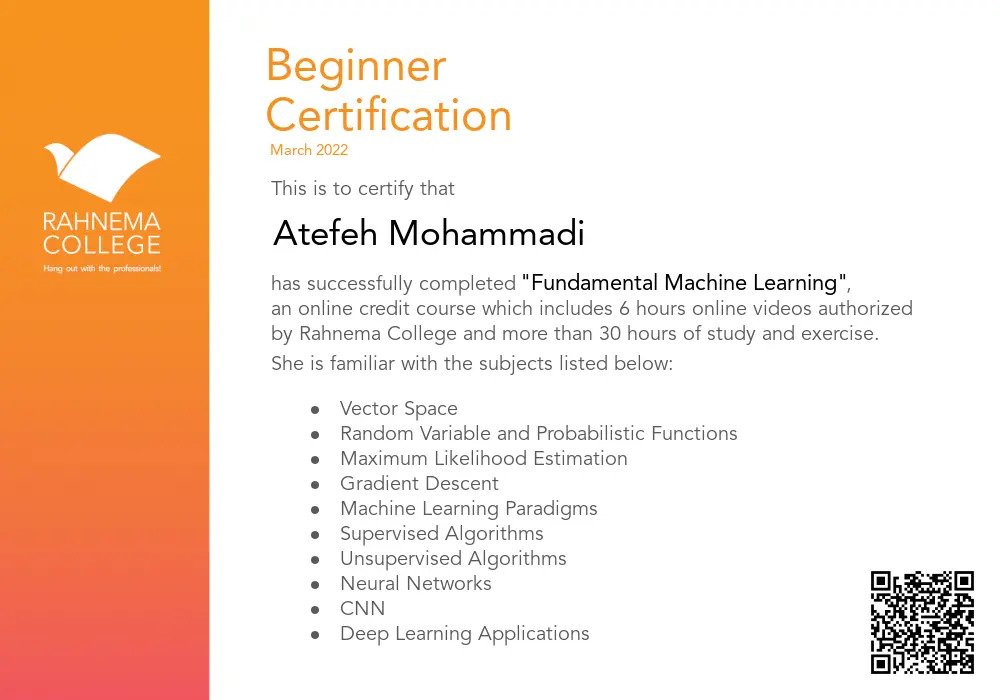 RAHNEMA
COLLEGE
Hang out with the professionals!
Beginner
Certification
March 2022
This is to certify that
Atefeh Mohammadi
has successfully completed "Fundamental Machine Learning",
an online credit course which includes 6 hours online videos authorized
by Rahnema College and more than 30 hours of study and exercise.
She is familiar with the subjects listed below:
● Vector Space
● Random Variable and Probabilistic Functions
● Maximum Likelihood Estimation
● Gradient Descent
● Machine Learning Paradigms
● Supervised Algorithms
● Unsupervised Algorithms
● Neural Networks
● CNN
● Deep Learning Applications